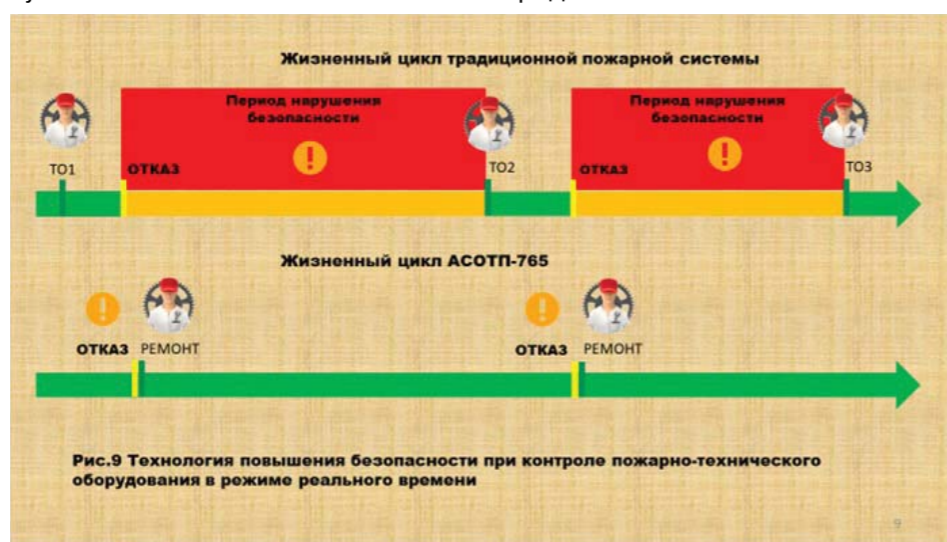 Жизненный цикл традиционной пожарной системы
Период нарушения
безопасности
Период нарушения
безопасности
ТО1
ОТКАЗ
ТО2
ОТКАЗ
ТО3
Жизненный цикл АСОТП-765
ОТКАЗ РЕМОНТ
ОТКАЗ РЕМОНТ
Рис.9 Технология повышения безопасности при контроле пожарно-технического
оборудования в режиме реального времени
9